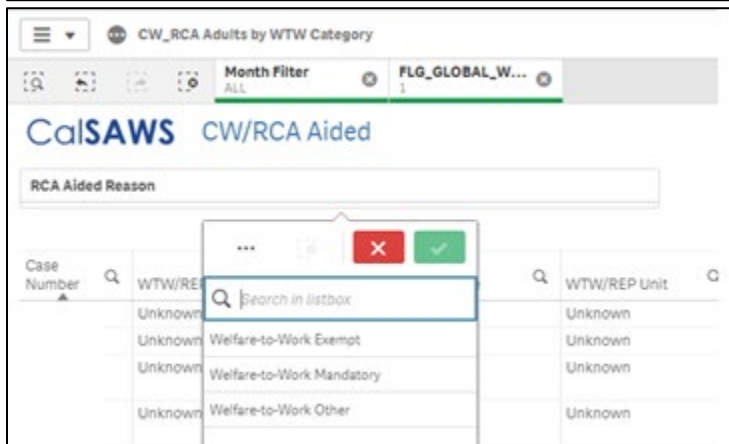 CW_RCA Adults by WTW Category
Month Filter
ALL
FLG_GLOBAL_W...
1
CalSAWS CW/RCA Aided
RCA Aided Reason
Case Number
WTW/REP Unit
Search in listbox
Unknown Unknown
Unknown Welfare-to-Work Exempt Unknown
Unknown Welfare-to-Work Mandatory Unknown
Unknown Welfare-to-Work Other Unknown